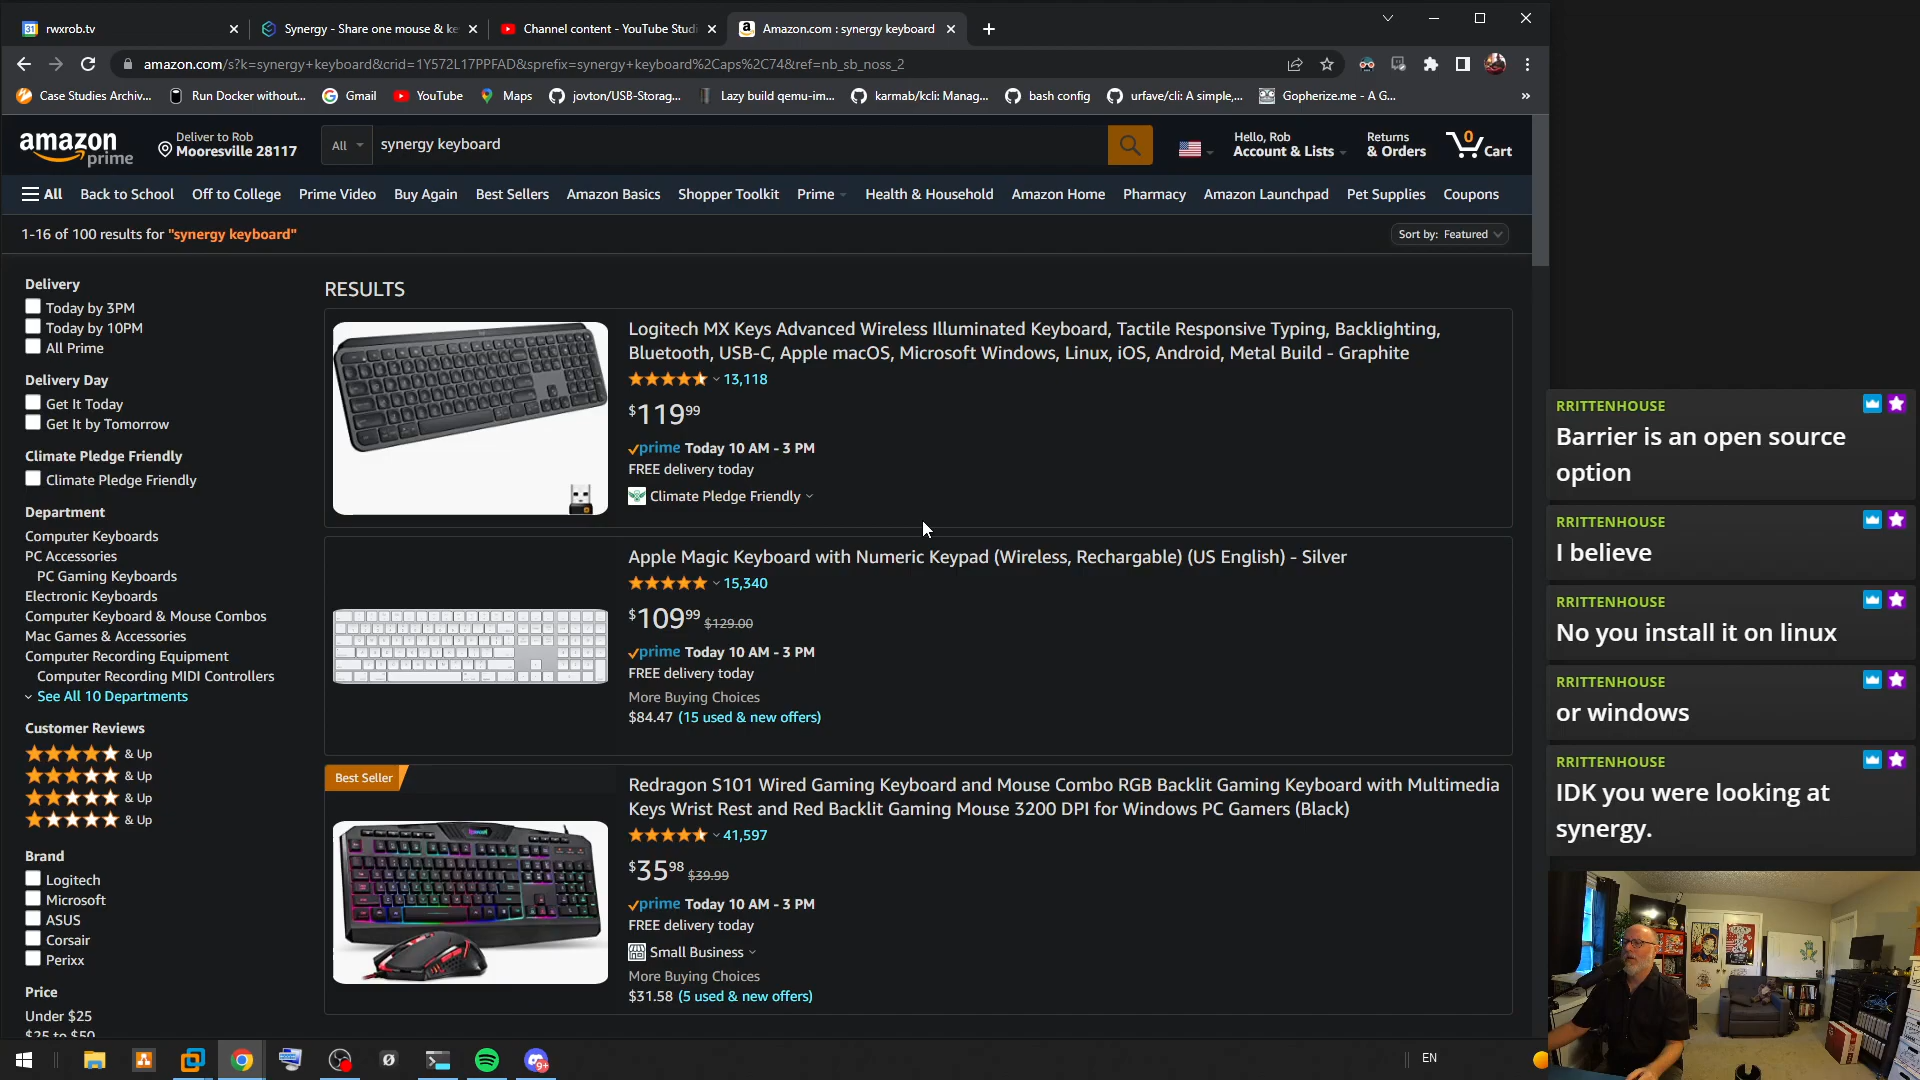 rwxrob.tv
Synergy - Share one mouse & ke
Channel content - YouTube Studi
Amazon.com : synergy keyboard
amazon.com/s?k=synergy+keyboard&crid=1Y572L17PPFAD&sprefix=synergy+keyboard%2Caps%2C74&ref=nb_sb_noss_2
Case Studies Archiv...
Run Docker without...
Gmail
YouTube
Maps
jovton/USB-Storag...
Lazy build qemu-im...
karmab/kcli: Manag...
bash config
urfave/cli: A simple,...
Gopherize.me - A G...
»
amazon
prime
Deliver to Rob
Mooresville 28117
All
synergy keyboard
Hello, Rob
Account & Lists
Returns
& Orders
0
Cart
All
Back to School
Off to College
Prime Video
Buy Again
Best Sellers
Amazon Basics
Shopper Toolkit
Prime
Health & Household
Amazon Home
Pharmacy
Amazon Launchpad
Pet Supplies
Coupons
1-16 of 100 results for "synergy keyboard"
Sort by: Featured
Delivery
Today by 3PM
Today by 10PM
All Prime
Delivery Day
Get It Today
Get It by Tomorrow
Climate Pledge Friendly
Climate Pledge Friendly
Department
Computer Keyboards
PC Accessories
PC Gaming Keyboards
Electronic Keyboards
Computer Keyboard & Mouse Combos
Mac Games & Accessories
Computer Recording Equipment
Computer Recording MIDI Controllers
See All 10 Departments
Customer Reviews
& Up
& Up
& Up
& Up
Brand
Logitech
Microsoft
ASUS
Corsair
Perixx
Price
Under $25
$25 to $50
RESULTS
Logitech MX Keys Advanced Wireless Illuminated Keyboard, Tactile Responsive Typing, Backlighting,
Bluetooth, USB-C, Apple macOS, Microsoft Windows, Linux, iOS, Android, Metal Build - Graphite
13,118
$119.99
prime Today 10 AM - 3 PM
FREE delivery today
Climate Pledge Friendly
Apple Magic Keyboard with Numeric Keypad (Wireless, Rechargable) (US English) - Silver
15,340
$109.99 $129.00
prime Today 10 AM - 3 PM
FREE delivery today
More Buying Choices
$84.47 (15 used & new offers)
Best Seller
Redragon S101 Wired Gaming Keyboard and Mouse Combo RGB Backlit Gaming Keyboard with Multimedia
Keys Wrist Rest and Red Backlit Gaming Mouse 3200 DPI for Windows PC Gamers (Black)
41,597
$35.98 $39.99
prime Today 10 AM - 3 PM
FREE delivery today
Small Business
More Buying Choices
$31.58 (5 used & new offers)
RRITTENHOUSE
Barrier is an open source
option
RRITTENHOUSE
I believe
RRITTENHOUSE
No you install it on linux
RRITTENHOUSE
or windows
RRITTENHOUSE
IDK you were looking at
synergy.
9+
EN